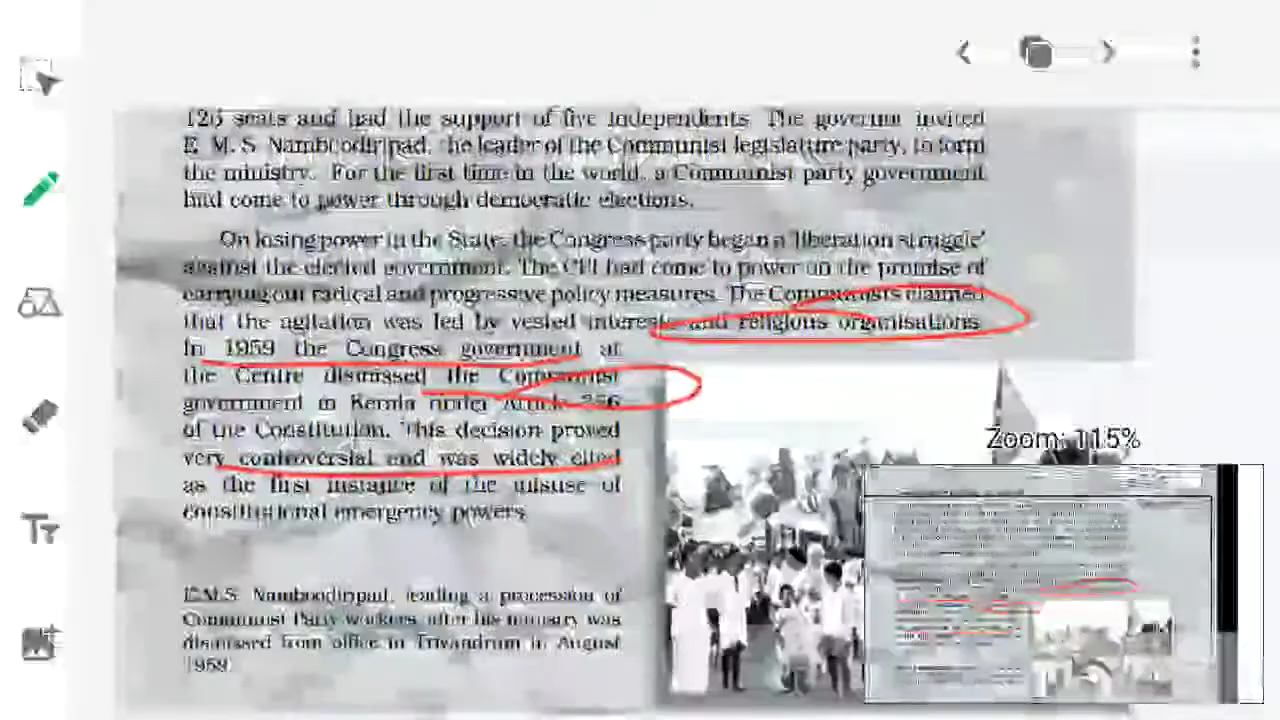 126 seats and had the support of five independents. The governor invited
E. M. S. Namboodiripad, the leader of the Communist legislature party, to form
the ministry. For the first time in the world, a Communist party government
had come to power through democratic elections.
On losing power in the State, the Congress party began a 'liberation struggle'
against the elected government. The CPI had come to power on the promise of
carrying out radical and progressive policy measures. The Communists claimed
that the agitation was led by vested interests and religious organisations.
In 1959 the Congress government at
the Centre dismissed the Communist
government in Kerala under Article 356
of the Constitution. This decision proved
very controversial and was widely cited
as the first instance of the misuse of
constitutional emergency powers.
Zoom: 115%
E.M.S. Namboodiripad, leading a procession of
Communist Party workers, after his ministry was
dismissed from office in Trivandrum in August
1959.
Tr